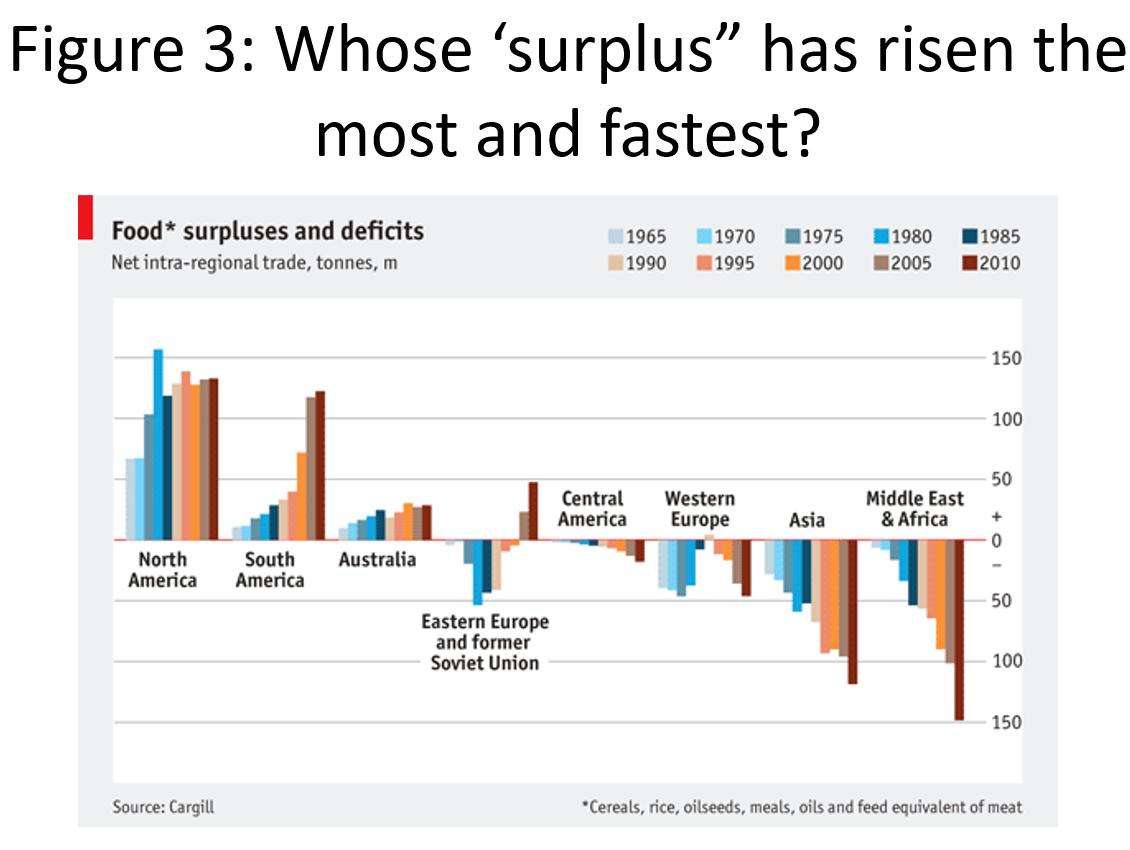 Figure 3: Whose ‘surplus” has risen the
most and fastest?
Food* surpluses and deficits
Net intra-regional trade, tonnes, m
1965 1970 1975 1980 1985
1990 1995 2000 2005 2010
150
100
50
+
0
–
50
100
150
North
America
South
America
Australia
Eastern Europe
and former
Soviet Union
Central
America
Western
Europe
Asia
Middle East
& Africa
Source: Cargill
*Cereals, rice, oilseeds, meals, oils and feed equivalent of meat